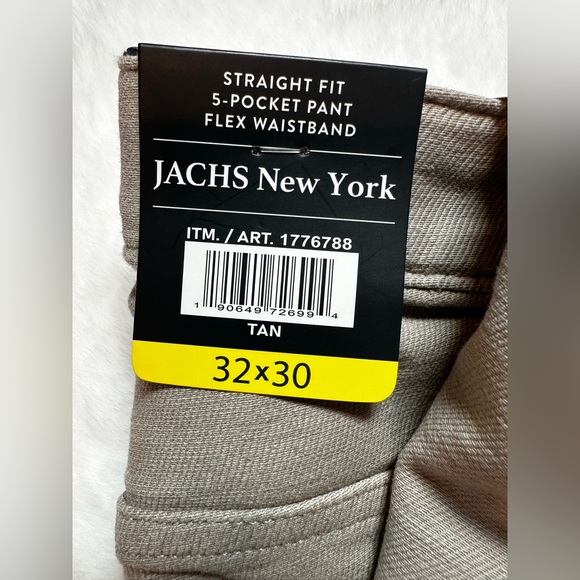 STRAIGHT FIT
5-POCKET PANT
FLEX WAISTBAND
JACHS New York
ITM. / ART. 1776788
1 90649 72699 4
TAN
32x30